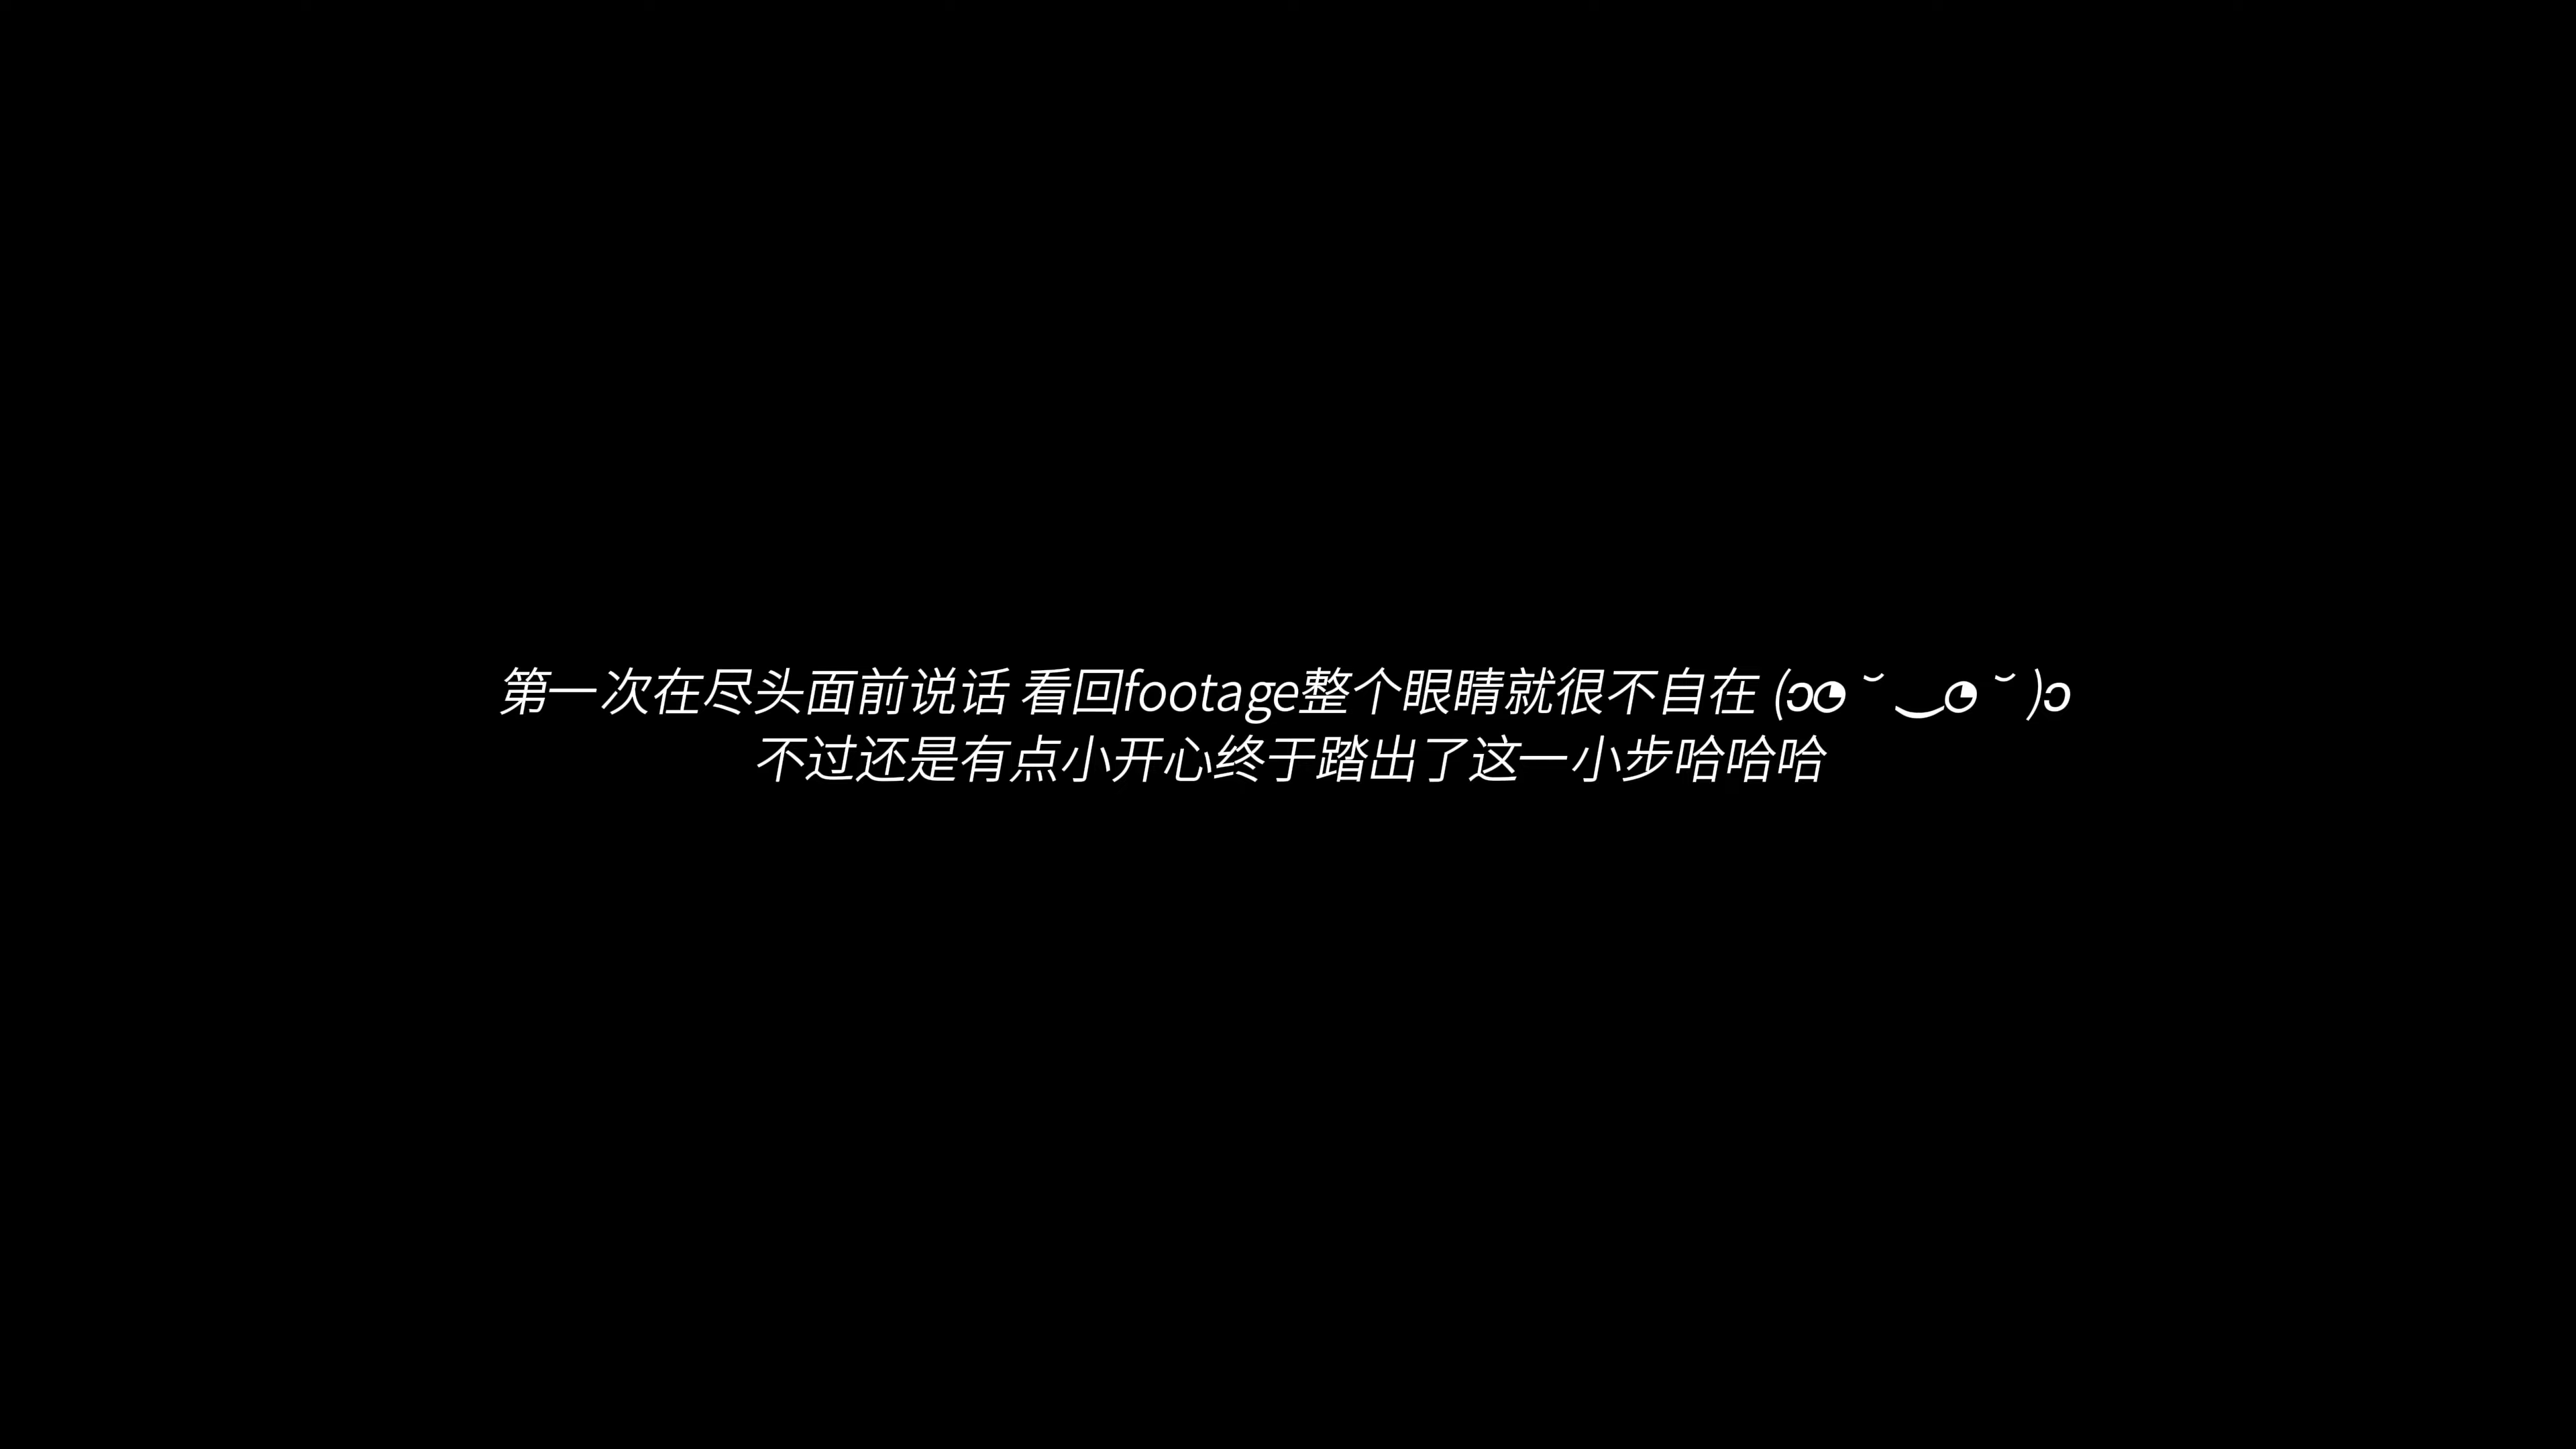 第一次在尽头面前说话 看回footage整个眼睛就很不自在 (ɔ◔˘‿◔˘)ɔ
不过还是有点小开心终于踏出了这一小步哈哈哈